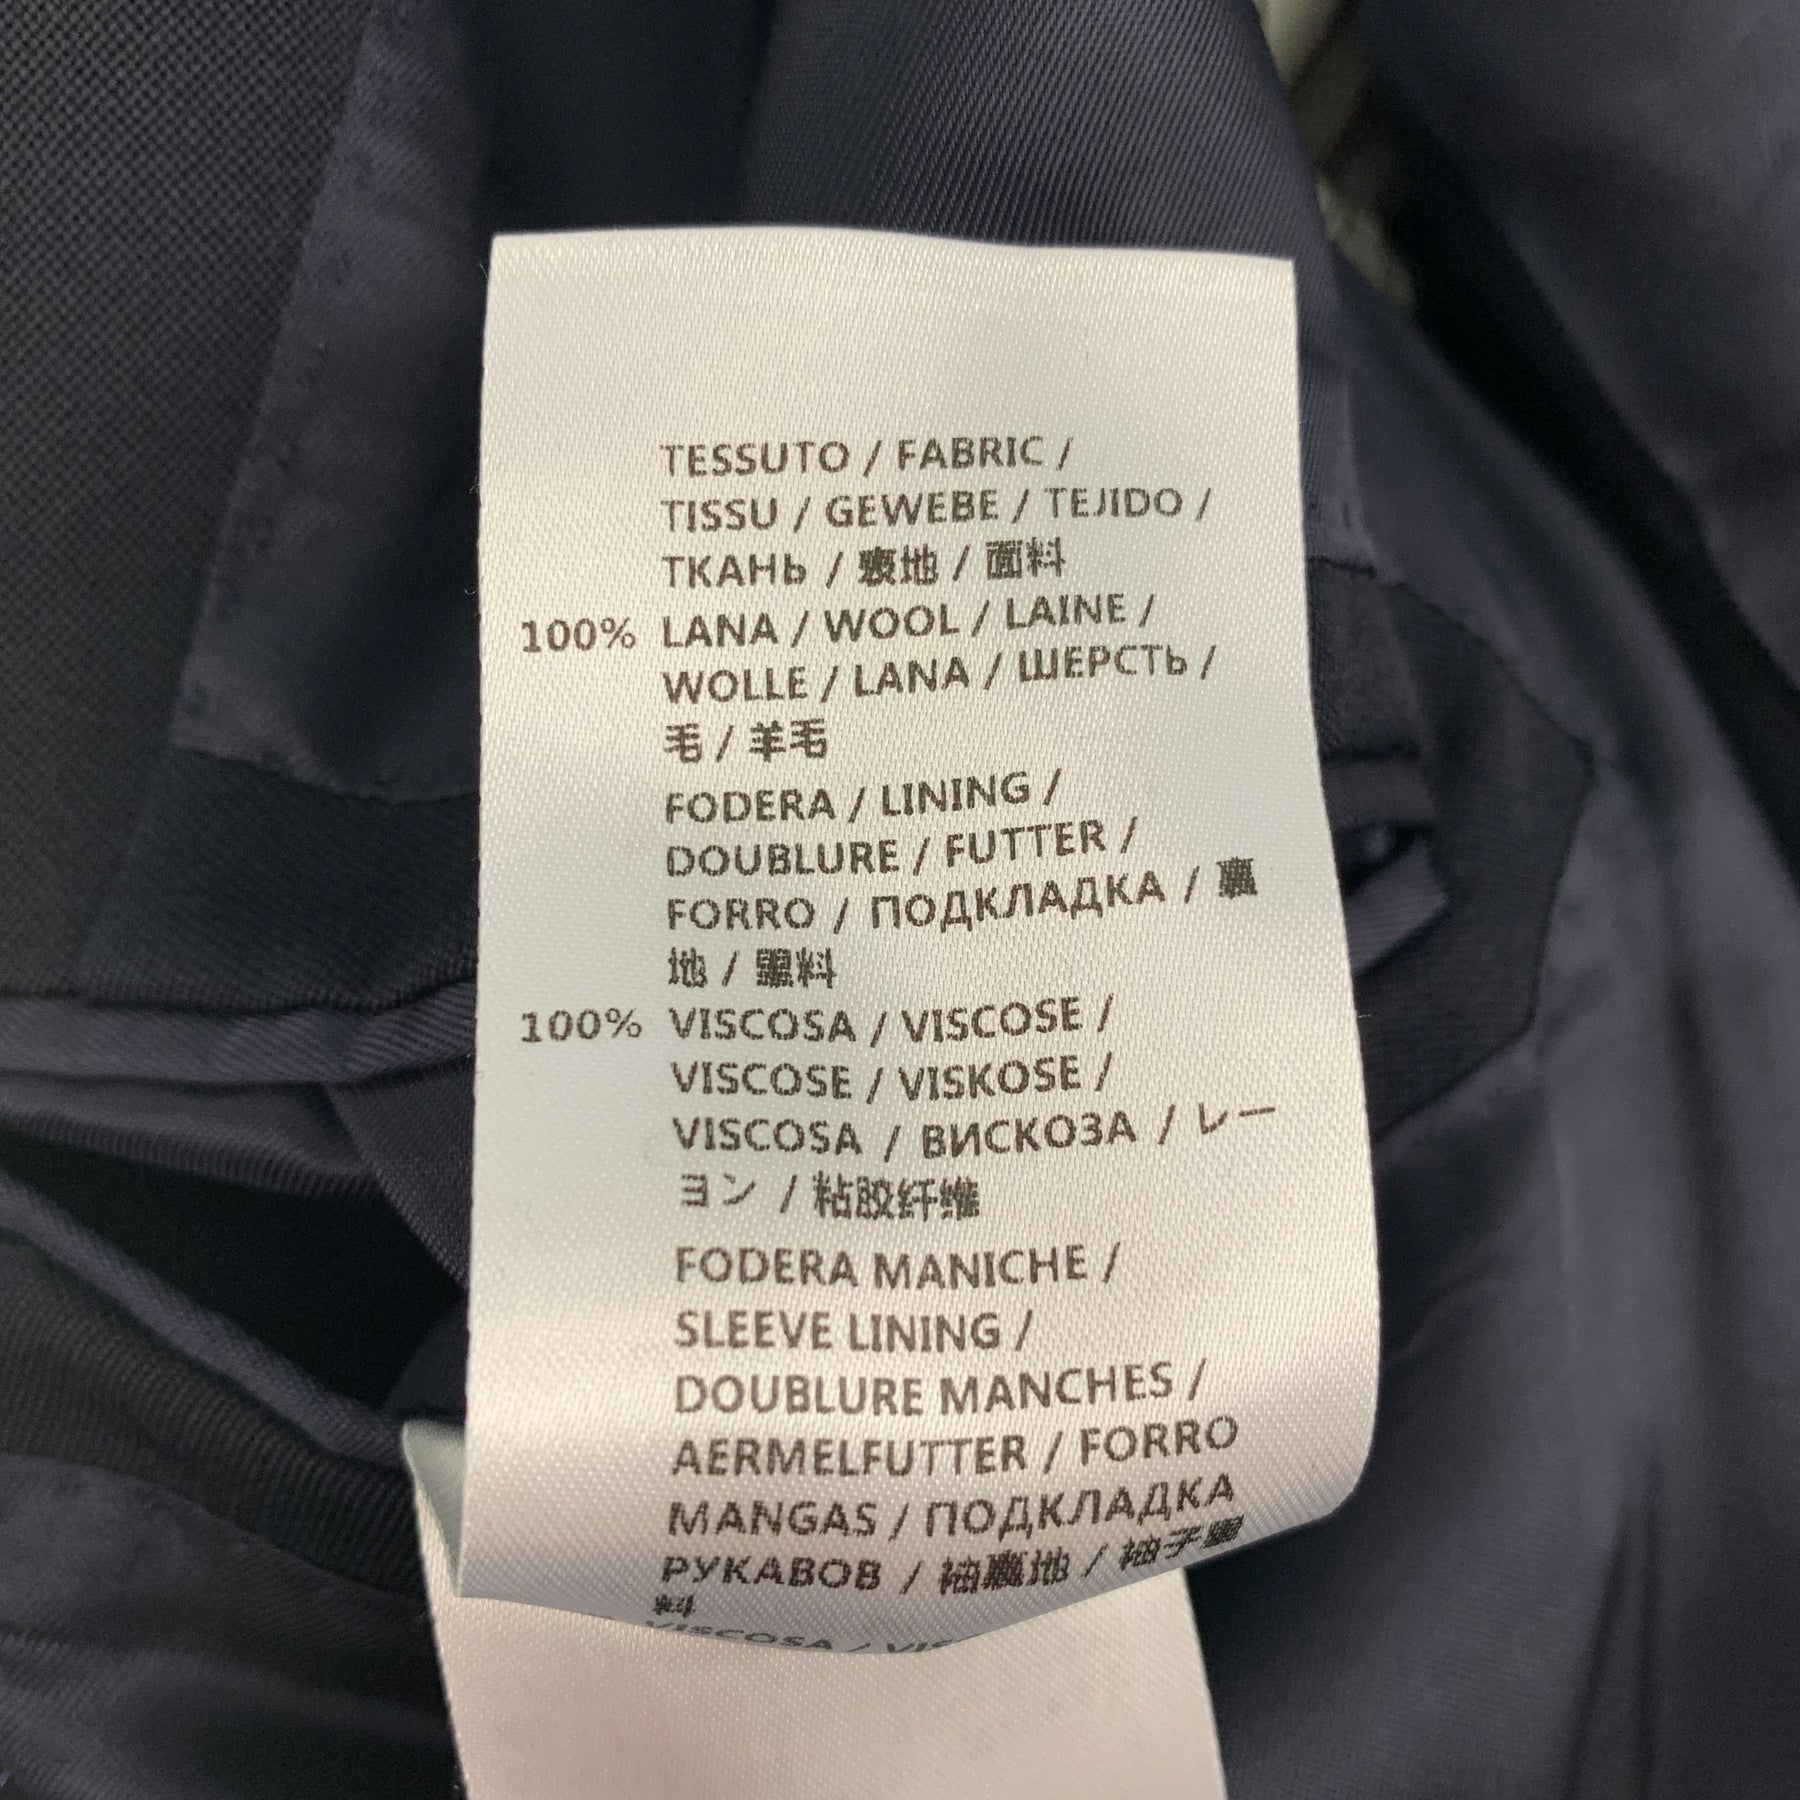 TESSUTO / FABRIC /
TISSU / GEWEBE / TEJIDO /
ТКАНЬ / 表地 / 面料
100% LANA / WOOL / LAINE /
WOLLE / LANA / ШЕРСТЬ /
毛 / 羊毛
FODERA / LINING /
DOUBLURE / FUTTER /
FORRO / ПОДКЛАДКА / 裏
地 / 里料
100% VISCOSA / VISCOSE /
VISCOSE / VISKOSE /
VISCOSA / ВИСКОЗА / レー
ヨン / 粘胶纤维
FODERA MANICHE /
SLEEVE LINING /
DOUBLURE MANCHES /
AERMELFUTTER / FORRO
MANGAS / ПОДКЛАДКА
РУКАВОВ / 袖裏地 / 袖子里
料
VISCOSA /